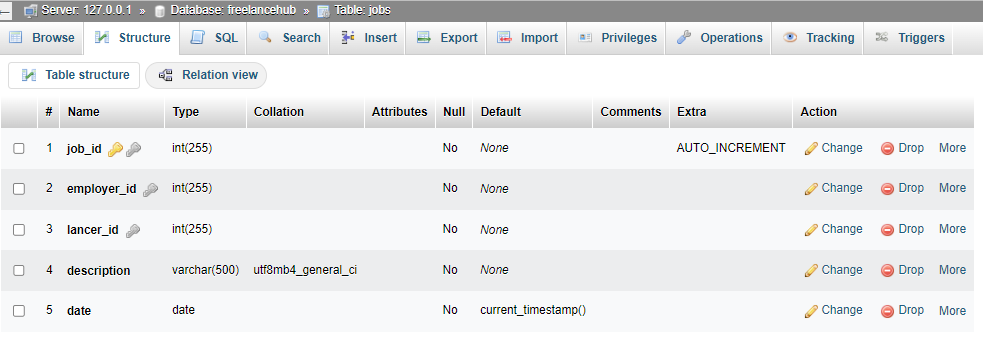 Server: 127.0.0.1 » Database: freelancehub » Table: jobs
Browse Structure SQL Search Insert Export Import Privileges Operations Tracking Triggers
Table structure Relation view
# Name Type Collation Attributes Null Default Comments Extra Action
1 job_id int(255) No None AUTO_INCREMENT Change Drop More
2 employer_id int(255) No None Change Drop More
3 lancer_id int(255) No None Change Drop More
4 description varchar(500) utf8mb4_general_ci No None Change Drop More
5 date date No current_timestamp() Change Drop More